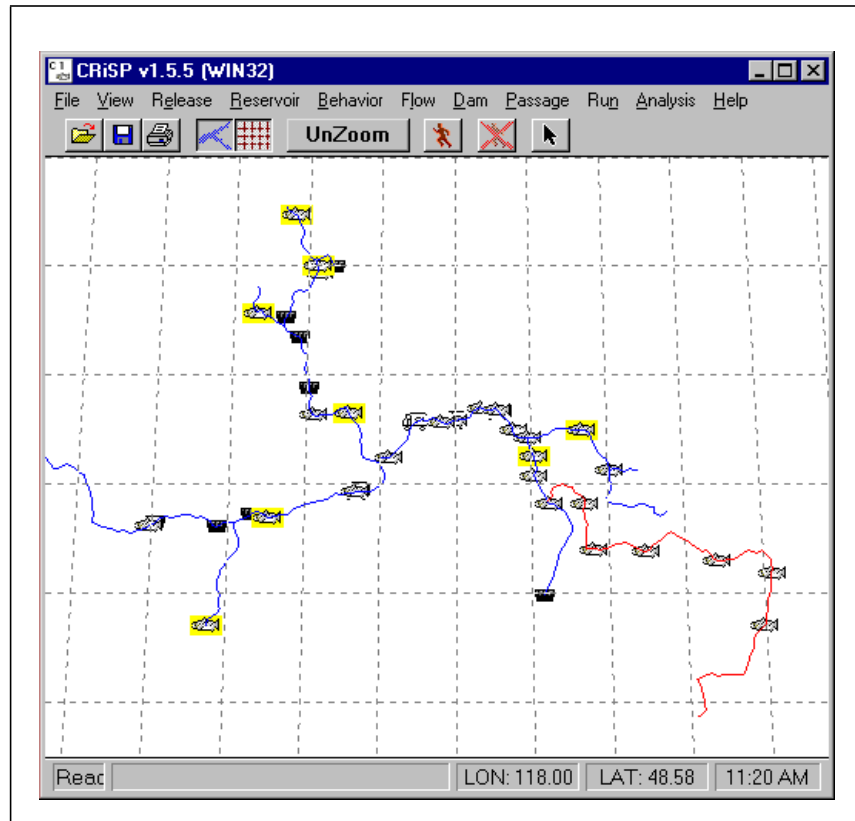 CRiSP v1.5.5 (WIN32)
File View Release Reservoir Behavior Flow Dam Passage Run Analysis Help
UnZoom
Reac LON: 118.00 LAT: 48.58 11:20 AM